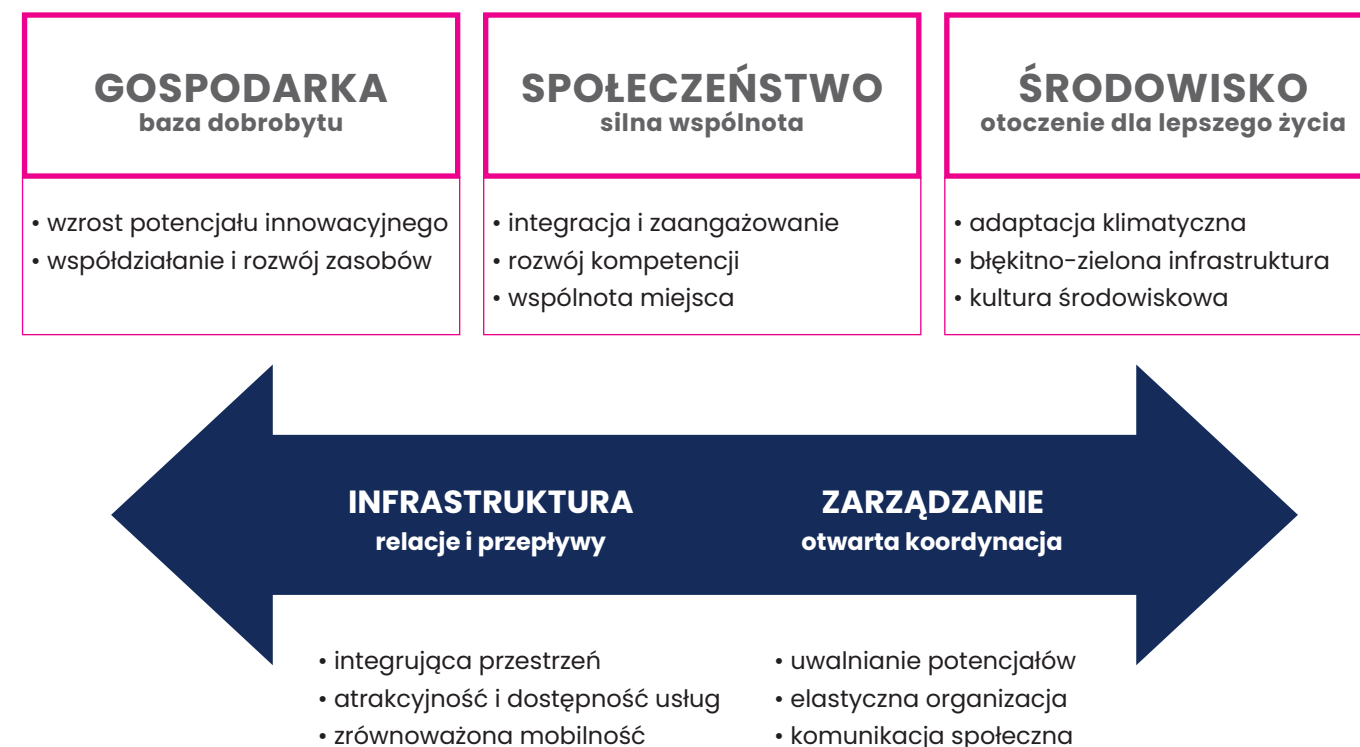 GOSPODARKA
baza dobrobytu
• wzrost potencjału innowacyjnego
• współdziałanie i rozwój zasobów
SPOŁECZEŃSTWO
silna wspólnota
• integracja i zaangażowanie
• rozwój kompetencji
• wspólnota miejsca
ŚRODOWISKO
otoczenie dla lepszego życia
• adaptacja klimatyczna
• błękitno-zielona infrastruktura
• kultura środowiskowa
INFRASTRUKTURA
relacje i przepływy
• integrująca przestrzeń
• atrakcyjność i dostępność usług
• zrównoważona mobilność
ZARZĄDZANIE
otwarta koordynacja
• uwalnianie potencjałów
• elastyczna organizacja
• komunikacja społeczna